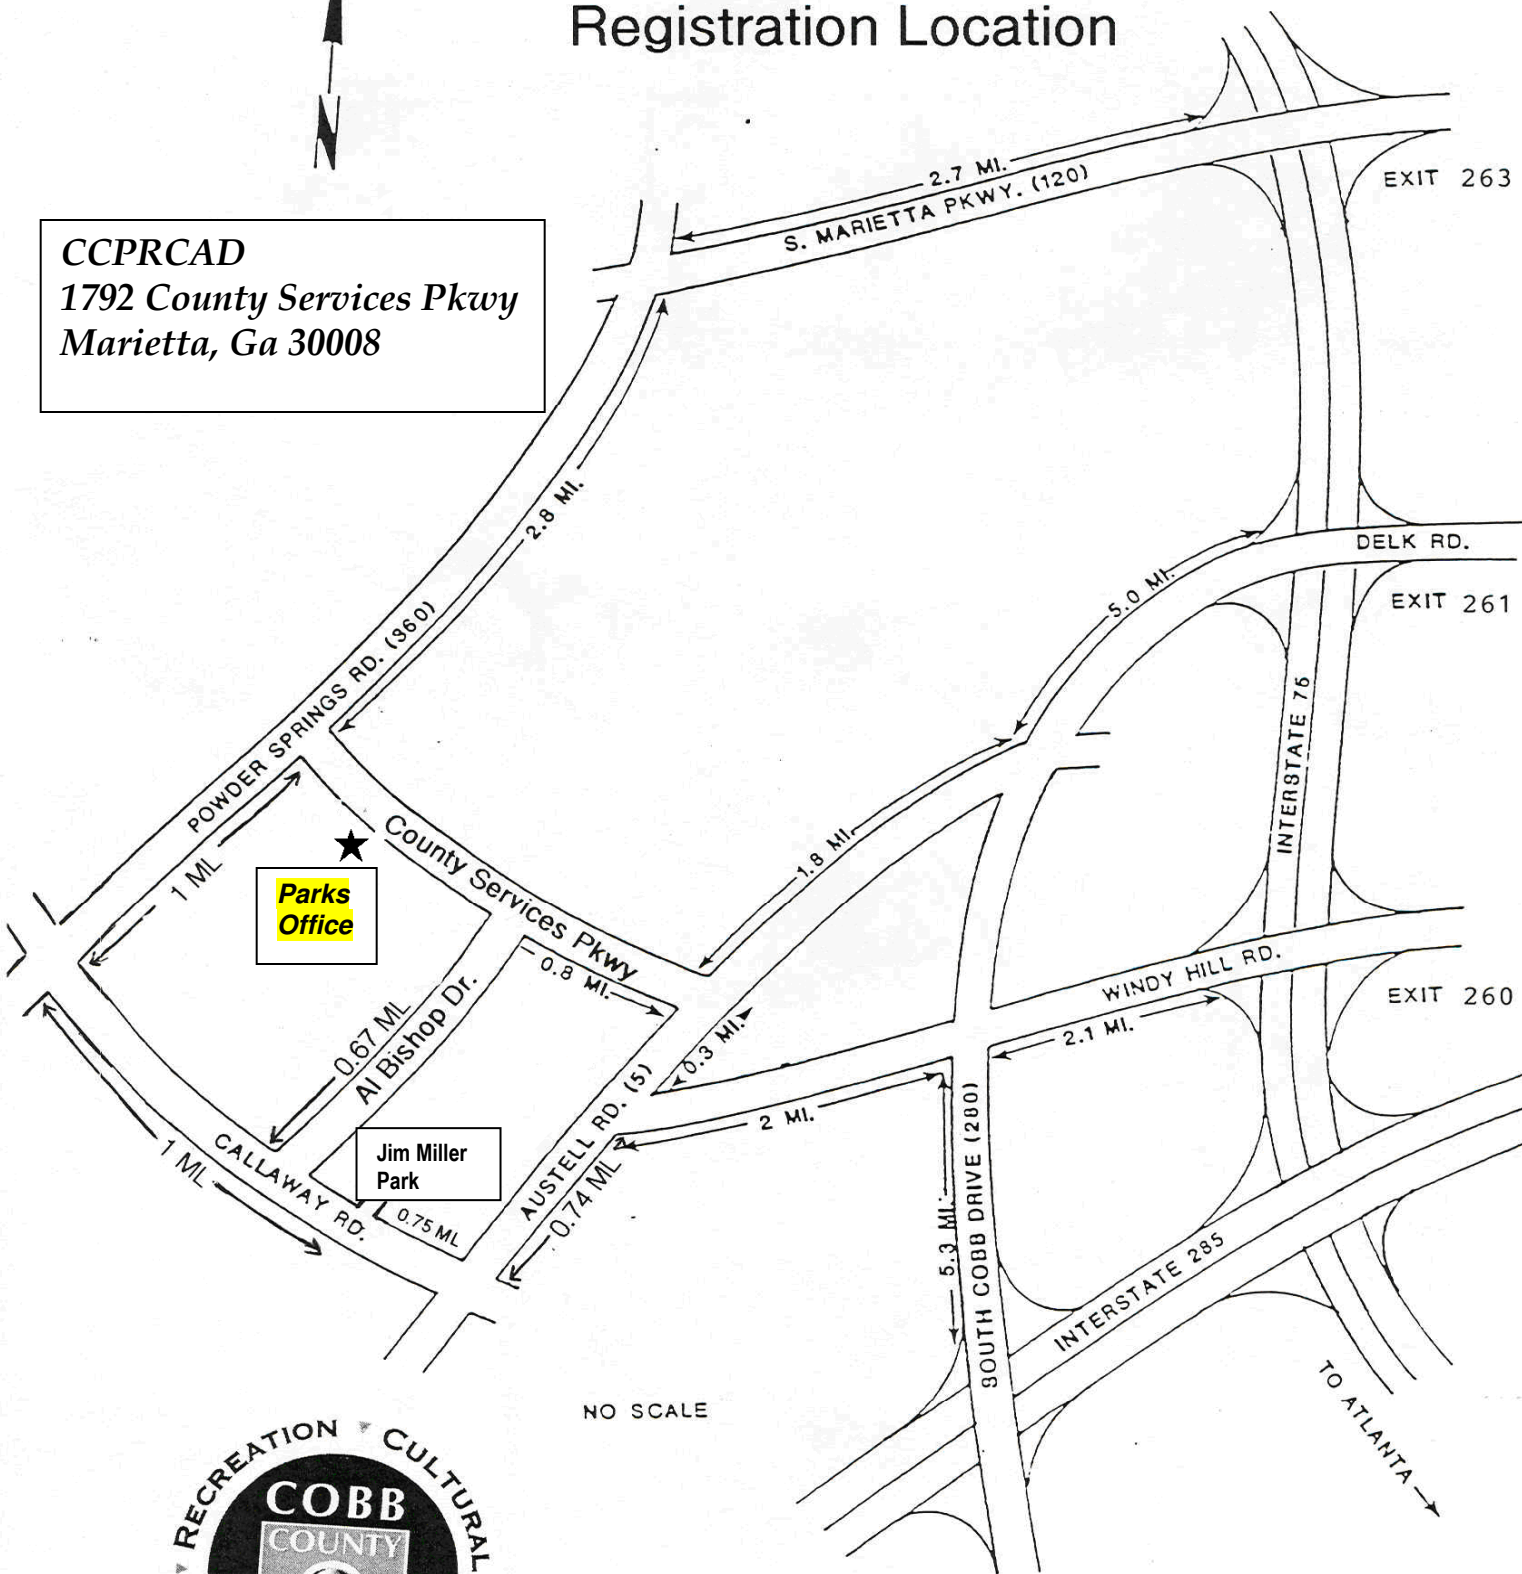 Registration Location
N
CCPRCAD
1792 County Services Pkwy
Marietta, Ga 30008
2.7 MI.
S. MARIETTA PKWY. (120)
EXIT 263
2.8 MI.
DELK RD.
EXIT 261
5.0 MI.
POWDER SPRINGS RD. (360)
INTERSTATE 75
1 ML
County Services Pkwy
1.8 MI.
Parks
Office
0.8 MI.
WINDY HILL RD.
EXIT 260
2.1 MI.
0.67 ML
Al Bishop Dr.
0.3 MI.
2 MI.
AUSTELL RD. (5)
0.74 ML
CALLAWAY RD.
1 ML
Jim Miller
Park
0.75 ML
5.3 MI.
SOUTH COBB DRIVE (280)
INTERSTATE 285
TO ATLANTA
NO SCALE
RECREATION CULTURAL
COBB
COUNTY